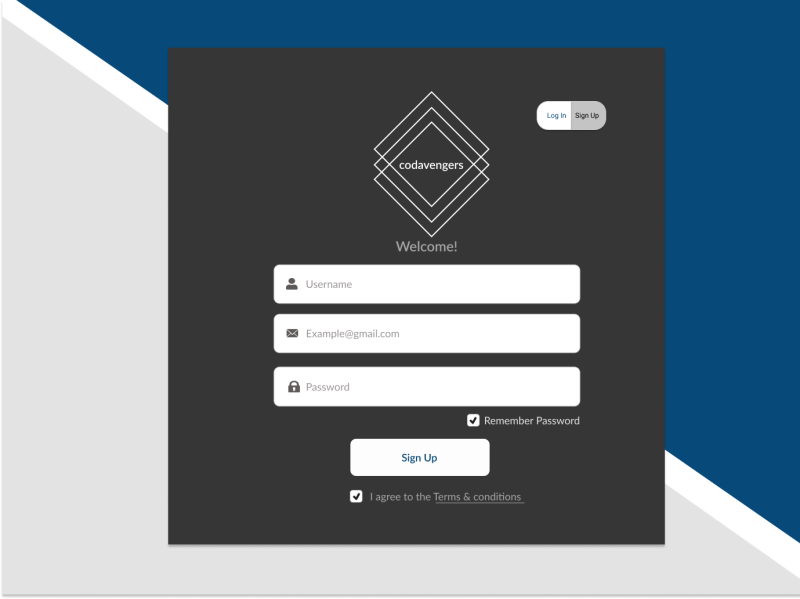 Log In Sign Up
codavengers
Welcome!
Username
Example@gmail.com
Password
Remember Password
Sign Up
I agree to the Terms & conditions